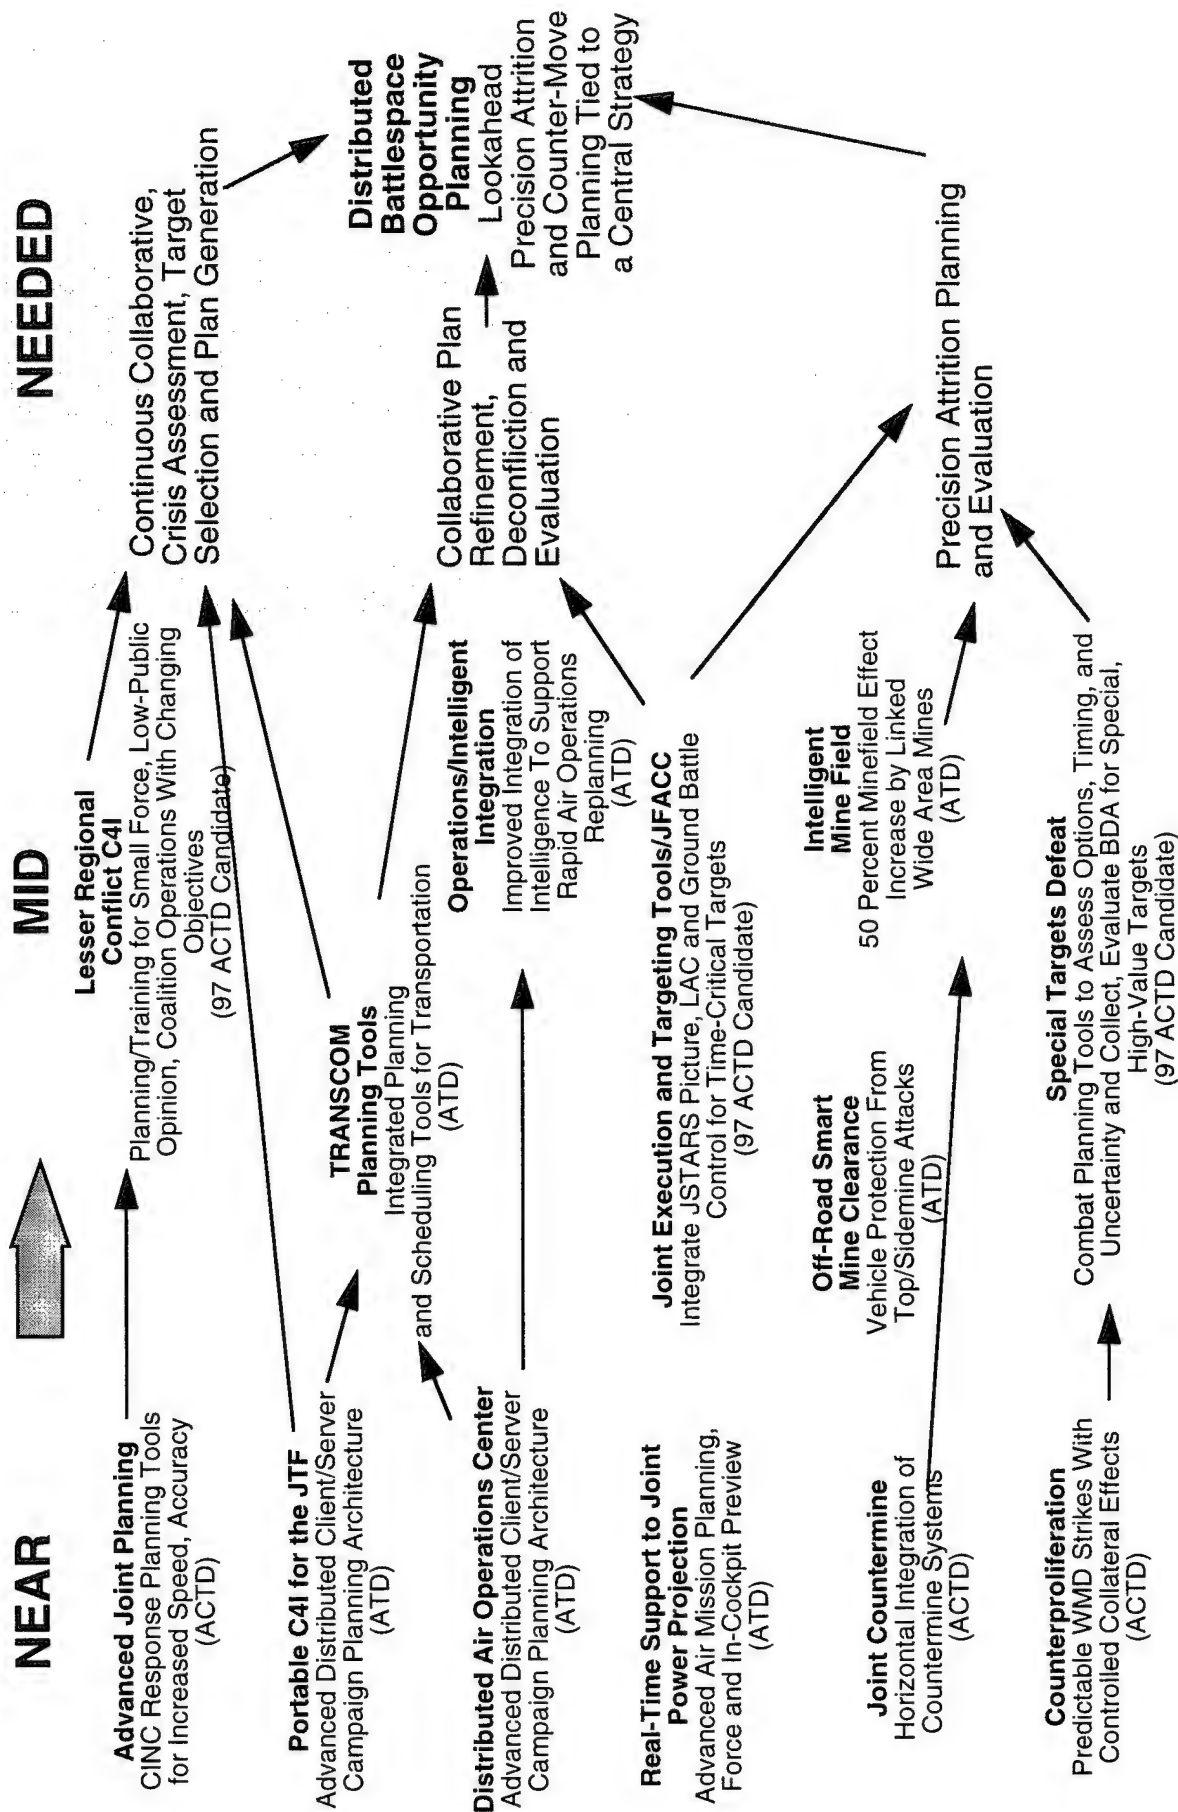 NEAR
MID
NEEDED
Advanced Joint Planning
CINC Response Planning Tools
for Increased Speed, Accuracy
(ACTD)
Portable C4I for the JTF
Advanced Distributed Client/Server
Campaign Planning Architecture
(ATD)
Distributed Air Operations Center
Advanced Distributed Client/Server
Campaign Planning Architecture
(ATD)
Real-Time Support to Joint
Power Projection
Advanced Air Mission Planning,
Force and In-Cockpit Preview
(ATD)
Joint Countermine
Horizontal Integration of
Countermine Systems
(ACTD)
Counterproliferation
Predictable WMD Strikes With
Controlled Collateral Effects
(ACTD)
Lesser Regional
Conflict C4I
Planning/Training for Small Force, Low-Public
Opinion, Coalition Operations With Changing
Objectives
(97 ACTD Candidate)
TRANSCOM
Planning Tools
Integrated Planning
and Scheduling Tools for Transportation
(ATD)
Operations/Intelligent
Integration
Improved Integration of
Intelligence To Support
Rapid Air Operations
Replanning
(ATD)
Joint Execution and Targeting Tools/JFACC
Integrate JSTARS Picture, LAC and Ground Battle
Control for Time-Critical Targets
(97 ACTD Candidate)
Off-Road Smart
Mine Clearance
Vehicle Protection From
Top/Sidemine Attacks
(ATD)
Intelligent
Mine Field
50 Percent Minefield Effect
Increase by Linked
Wide Area Mines
(ATD)
Special Targets Defeat
Combat Planning Tools to Assess Options, Timing, and
Uncertainty and Collect, Evaluate BDA for Special,
High-Value Targets
(97 ACTD Candidate)
Continuous Collaborative,
Crisis Assessment, Target
Selection and Plan Generation
Collaborative Plan
Refinement,
Deconfliction and
Evaluation
Precision Attrition Planning
and Evaluation
Distributed
Battlespace
Opportunity
Planning
Lookahead
Precision Attrition
and Counter-Move
Planning Tied to
a Central Strategy